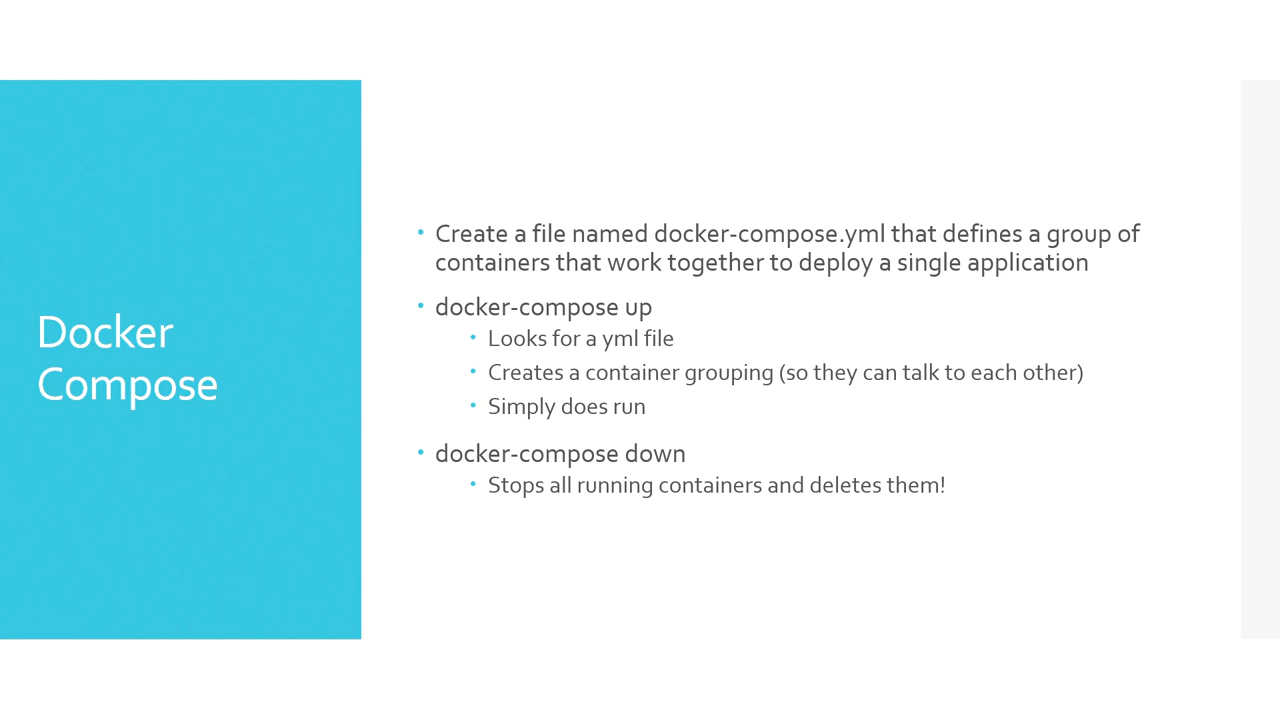 Docker
Compose
• Create a file named docker-compose.yml that defines a group of
containers that work together to deploy a single application
• docker-compose up
• Looks for a yml file
• Creates a container grouping (so they can talk to each other)
• Simply does run
• docker-compose down
• Stops all running containers and deletes them!